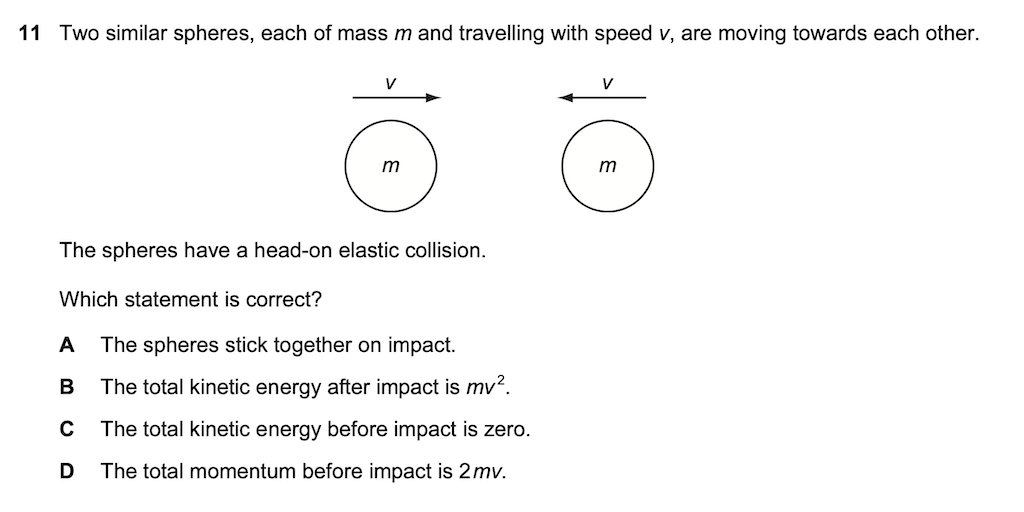 11 Two similar spheres, each of mass m and travelling with speed v, are moving towards each other.
v v
m m
The spheres have a head-on elastic collision.
Which statement is correct?
A The spheres stick together on impact.
B The total kinetic energy after impact is mv².
C The total kinetic energy before impact is zero.
D The total momentum before impact is 2mv.